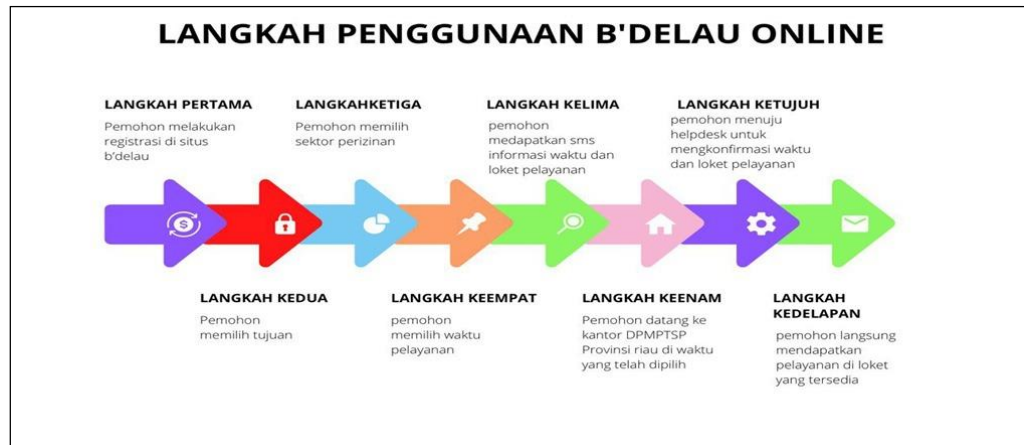 LANGKAH PENGGUNAAN B'DELAU ONLINE
LANGKAH PERTAMA
Pemohon melakukan
registrasi di situs
b'delau
LANGKAH KEDUA
Pemohon
memilih tujuan
LANGKAHKETIGA
Pemohon memilih
sektor perizinan
LANGKAH KEEMPAT
pemohon
memilih waktu
pelayanan
LANGKAH KELIMA
pemohon
medapatkan sms
informasi waktu dan
loket pelayanan
LANGKAH KEENAM
Pemohon datang ke
kantor DPMPTSP
Provinsi riau di waktu
yang telah dipilih
LANGKAH KETUJUH
pemohon menuju
helpdesk untuk
mengkonfirmasi waktu
dan loket pelayanan
LANGKAH
KEDELAPAN
pemohon langsung
mendapatkan
pelayanan di loket
yang tersedia